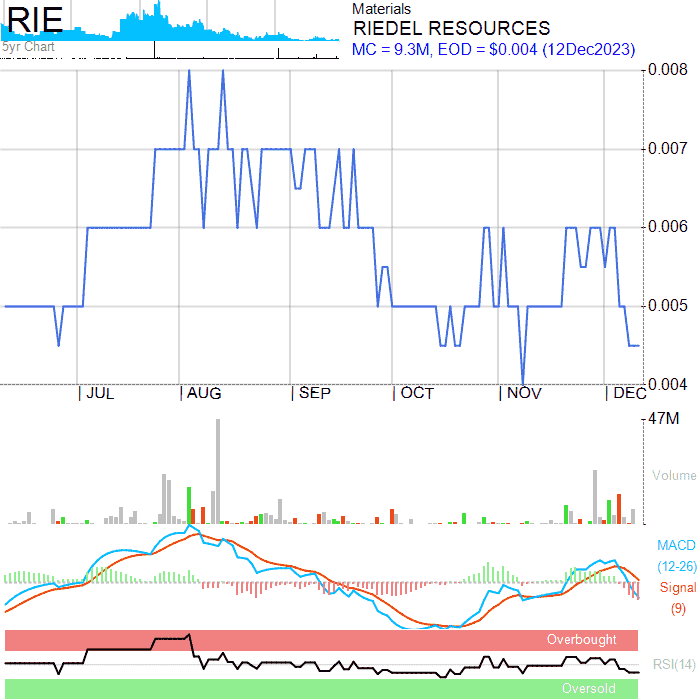 RIE
5yr Chart
Materials
RIEDEL RESOURCES
MC = 9.3M, EOD = $0.004 (12Dec2023)
0.008
0.007
0.006
0.005
0.004
JUL AUG SEP OCT NOV DEC
47M
Volume
MACD
(12-26)
Signal
(9)
Overbought
RSI(14)
Oversold